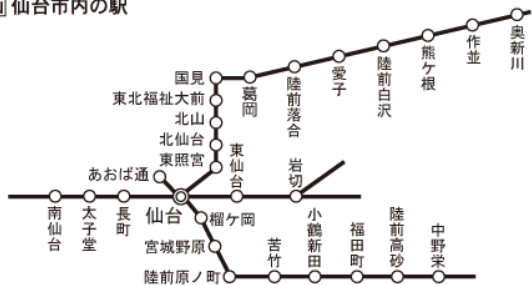 仙台市内の駅
国見
東北福祉大前
北山
北仙台
東照宮
葛岡
陸前落合
愛子
陸前白沢
熊ケ根
作並
奥新川
あおば通
東仙台
岩切
南仙台
太子堂
長町
仙台
榴ケ岡
宮城野原
陸前原ノ町
苦竹
小鶴新田
福田町
陸前高砂
中野栄